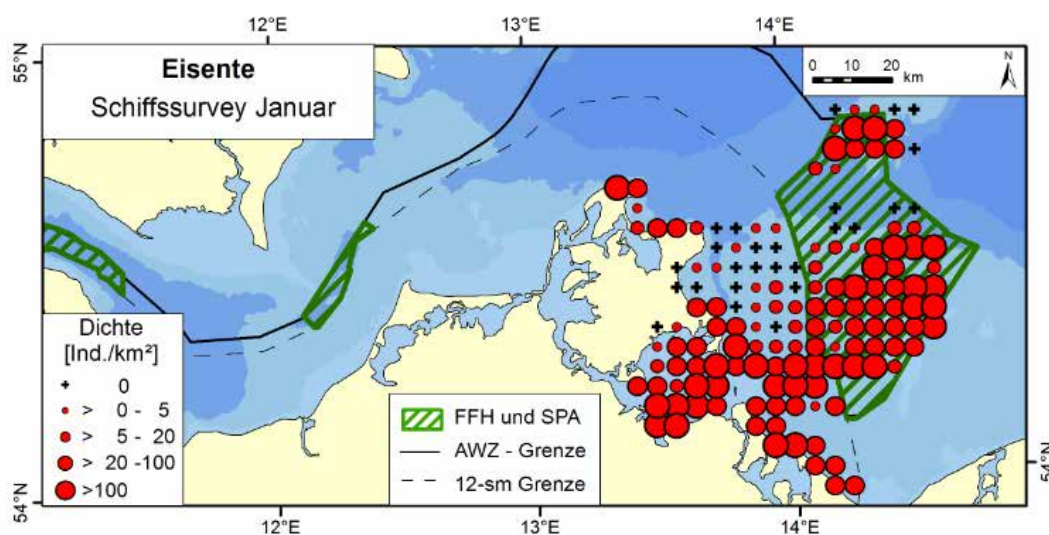 12°E
13°E
14°E
55°N
Eisente
Schiffssurvey Januar
0 10 20
km
N
Dichte
[Ind./km²]
0
> 0 - 5
> 5 - 20
> 20 -100
>100
FFH und SPA
AWZ - Grenze
12-sm Grenze
54°N
54°N
12°E
13°E
14°E